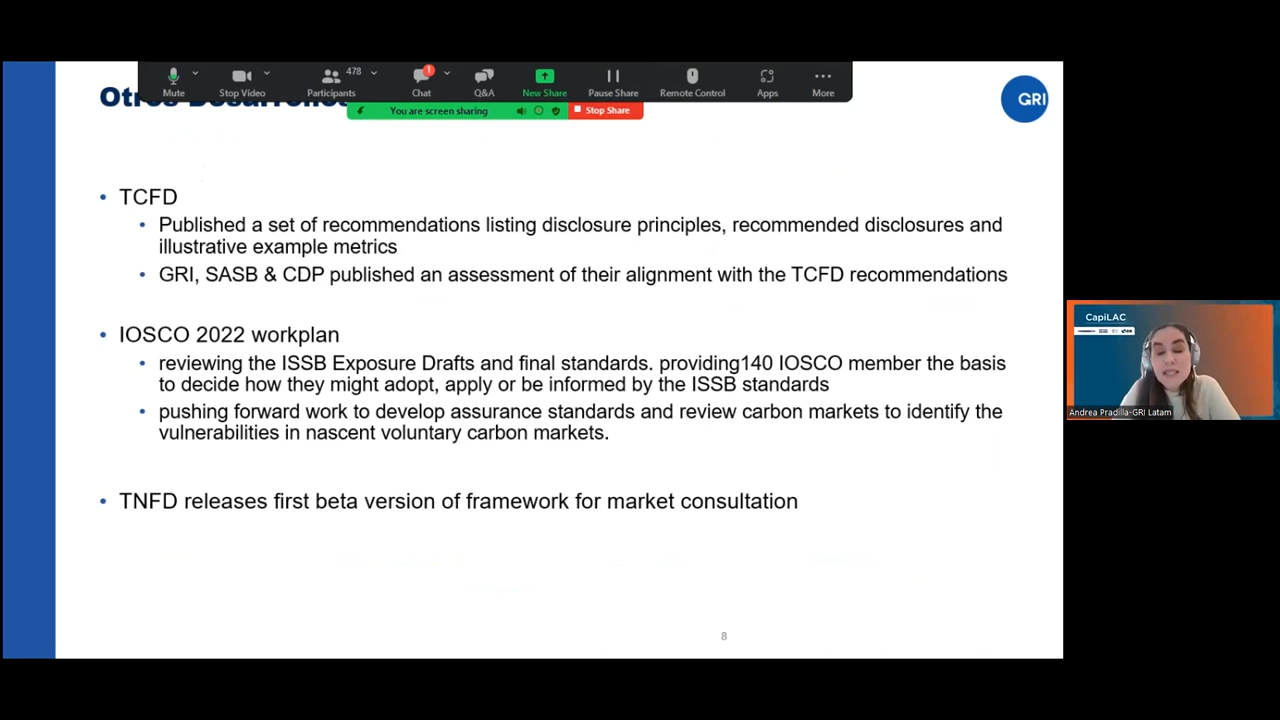 478
1
Mute
Stop Video
Participants
Chat
Q&A
New Share
Pause Share
Remote Control
Apps
More
You are screen sharing
Stop Share
GRI
• TCFD
• Published a set of recommendations listing disclosure principles, recommended disclosures and
illustrative example metrics
• GRI, SASB & CDP published an assessment of their alignment with the TCFD recommendations
• IOSCO 2022 workplan
• reviewing the ISSB Exposure Drafts and final standards. providing140 IOSCO member the basis
to decide how they might adopt, apply or be informed by the ISSB standards
• pushing forward work to develop assurance standards and review carbon markets to identify the
vulnerabilities in nascent voluntary carbon markets.
• TNFD releases first beta version of framework for market consultation
8
CapiLAC
Andrea Pradilla-GRI Latam